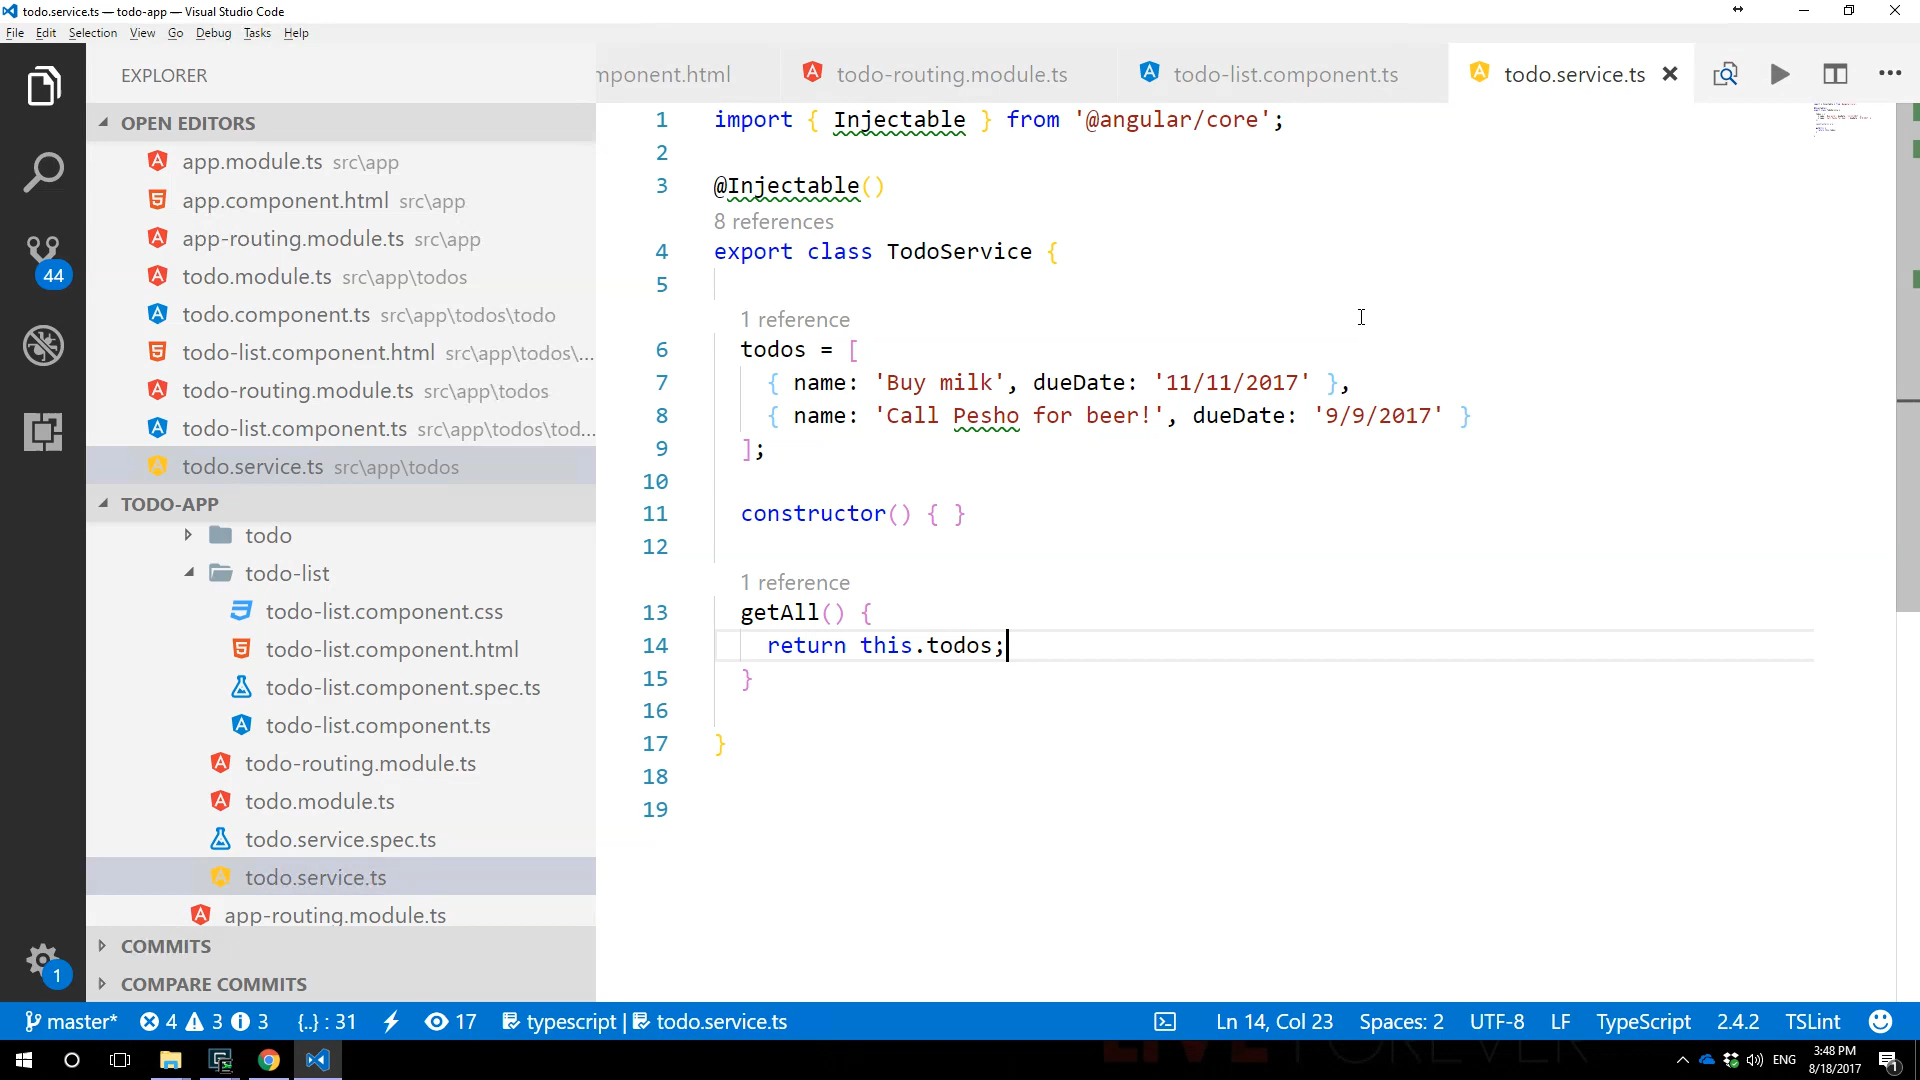 todo.service.ts — todo-app — Visual Studio Code
File Edit Selection View Go Debug Tasks Help
EXPLORER
OPEN EDITORS
app.module.ts src\app
app.component.html src\app
app-routing.module.ts src\app
todo.module.ts src\app\todos
todo.component.ts src\app\todos\todo
todo-list.component.html src\app\todos\...
todo-routing.module.ts src\app\todos
todo-list.component.ts src\app\todos\tod...
todo.service.ts src\app\todos
TODO-APP
todo
todo-list
todo-list.component.css
todo-list.component.html
todo-list.component.spec.ts
todo-list.component.ts
todo-routing.module.ts
todo.module.ts
todo.service.spec.ts
todo.service.ts
app-routing.module.ts
COMMITS
COMPARE COMMITS
44
1
mponent.html todo-routing.module.ts todo-list.component.ts todo.service.ts
1 import { Injectable } from '@angular/core';
2
3 @Injectable()
8 references
4 export class TodoService {
5
1 reference
6 todos = [
7 { name: 'Buy milk', dueDate: '11/11/2017' },
8 { name: 'Call Pesho for beer!', dueDate: '9/9/2017' }
9 ];
10
11 constructor() { }
12
1 reference
13 getAll() {
14 return this.todos;
15 }
16
17 }
18
19
master* 4 3 3 {..} : 31 17 typescript | todo.service.ts Ln 14, Col 23 Spaces: 2 UTF-8 LF TypeScript 2.4.2 TSLint
ENG 3:48 PM
8/18/2017 1